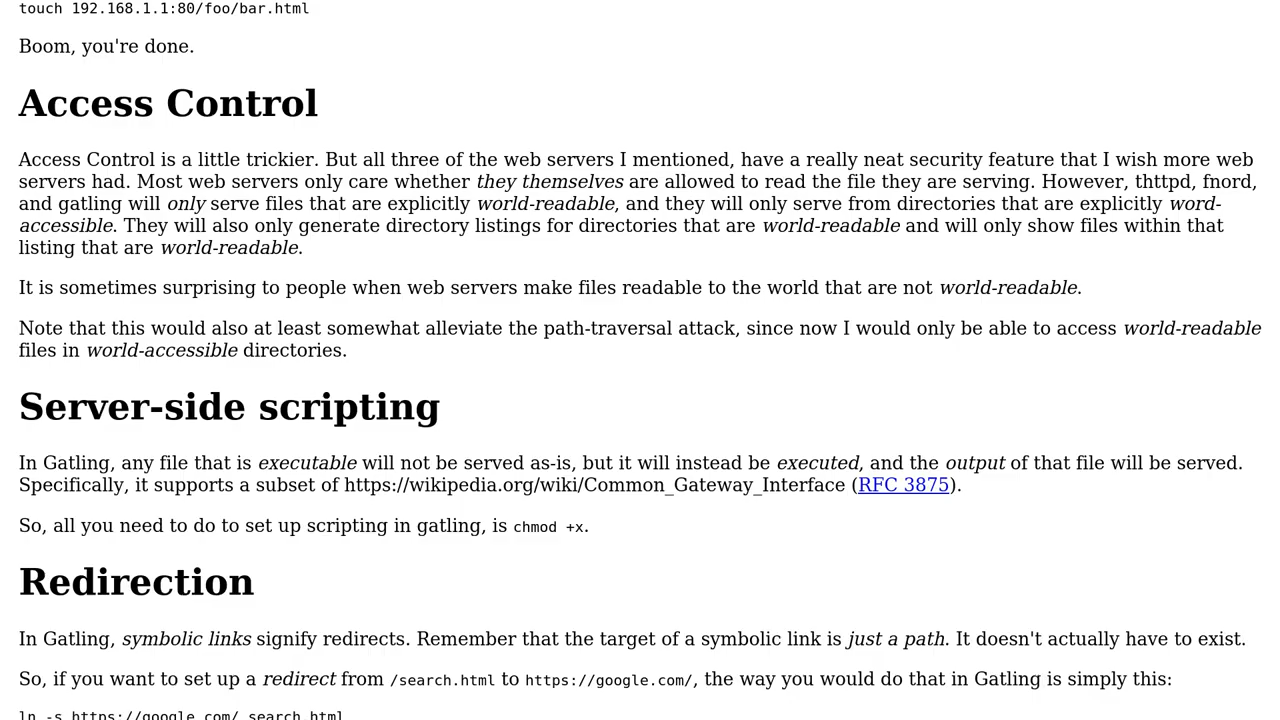 touch 192.168.1.1:80/foo/bar.html
Boom, you're done.
Access Control
Access Control is a little trickier. But all three of the web servers I mentioned, have a really neat security feature that I wish more web
servers had. Most web servers only care whether they themselves are allowed to read the file they are serving. However, thttpd, fnord,
and gatling will only serve files that are explicitly world-readable, and they will only serve from directories that are explicitly word-
accessible. They will also only generate directory listings for directories that are world-readable and will only show files within that
listing that are world-readable.
It is sometimes surprising to people when web servers make files readable to the world that are not world-readable.
Note that this would also at least somewhat alleviate the path-traversal attack, since now I would only be able to access world-readable
files in world-accessible directories.
Server-side scripting
In Gatling, any file that is executable will not be served as-is, but it will instead be executed, and the output of that file will be served.
Specifically, it supports a subset of https://wikipedia.org/wiki/Common_Gateway_Interface (RFC 3875).
So, all you need to do to set up scripting in gatling, is chmod +x.
Redirection
In Gatling, symbolic links signify redirects. Remember that the target of a symbolic link is just a path. It doesn't actually have to exist.
So, if you want to set up a redirect from /search.html to https://google.com/, the way you would do that in Gatling is simply this:
ln -s https://google.com/ search.html